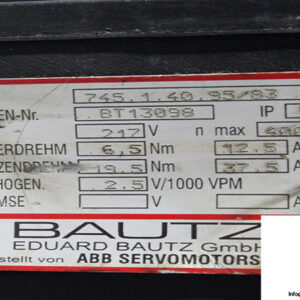 745.1.40.95/83
EN-Nr. BT13098 IP
217 V n max
ERDREHM 6,5 Nm 12.5 A
ZENDREHM 19.5 Nm 37.5 A
HOGEN. 2.5 V/1000 VPM
MSE V A
BAUTZ
EDUARD BAUTZ GmbH
stellt von ABB SERVOMOTORS